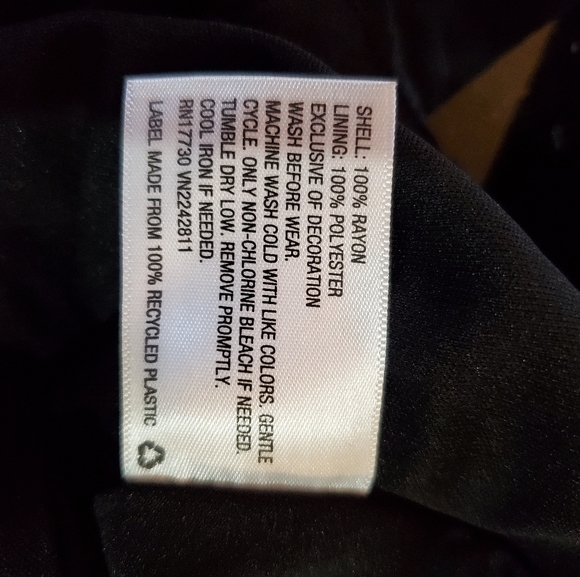 SHELL: 100% RAYON
LINING: 100% POLYESTER
EXCLUSIVE OF DECORATION
WASH BEFORE WEAR.
MACHINE WASH COLD WITH LIKE COLORS. GENTLE
CYCLE. ONLY NON-CHLORINE BLEACH IF NEEDED.
TUMBLE DRY LOW. REMOVE PROMPTLY.
COOL IRON IF NEEDED.
RN17730 VN2242811
LABEL MADE FROM 100% RECYCLED PLASTIC